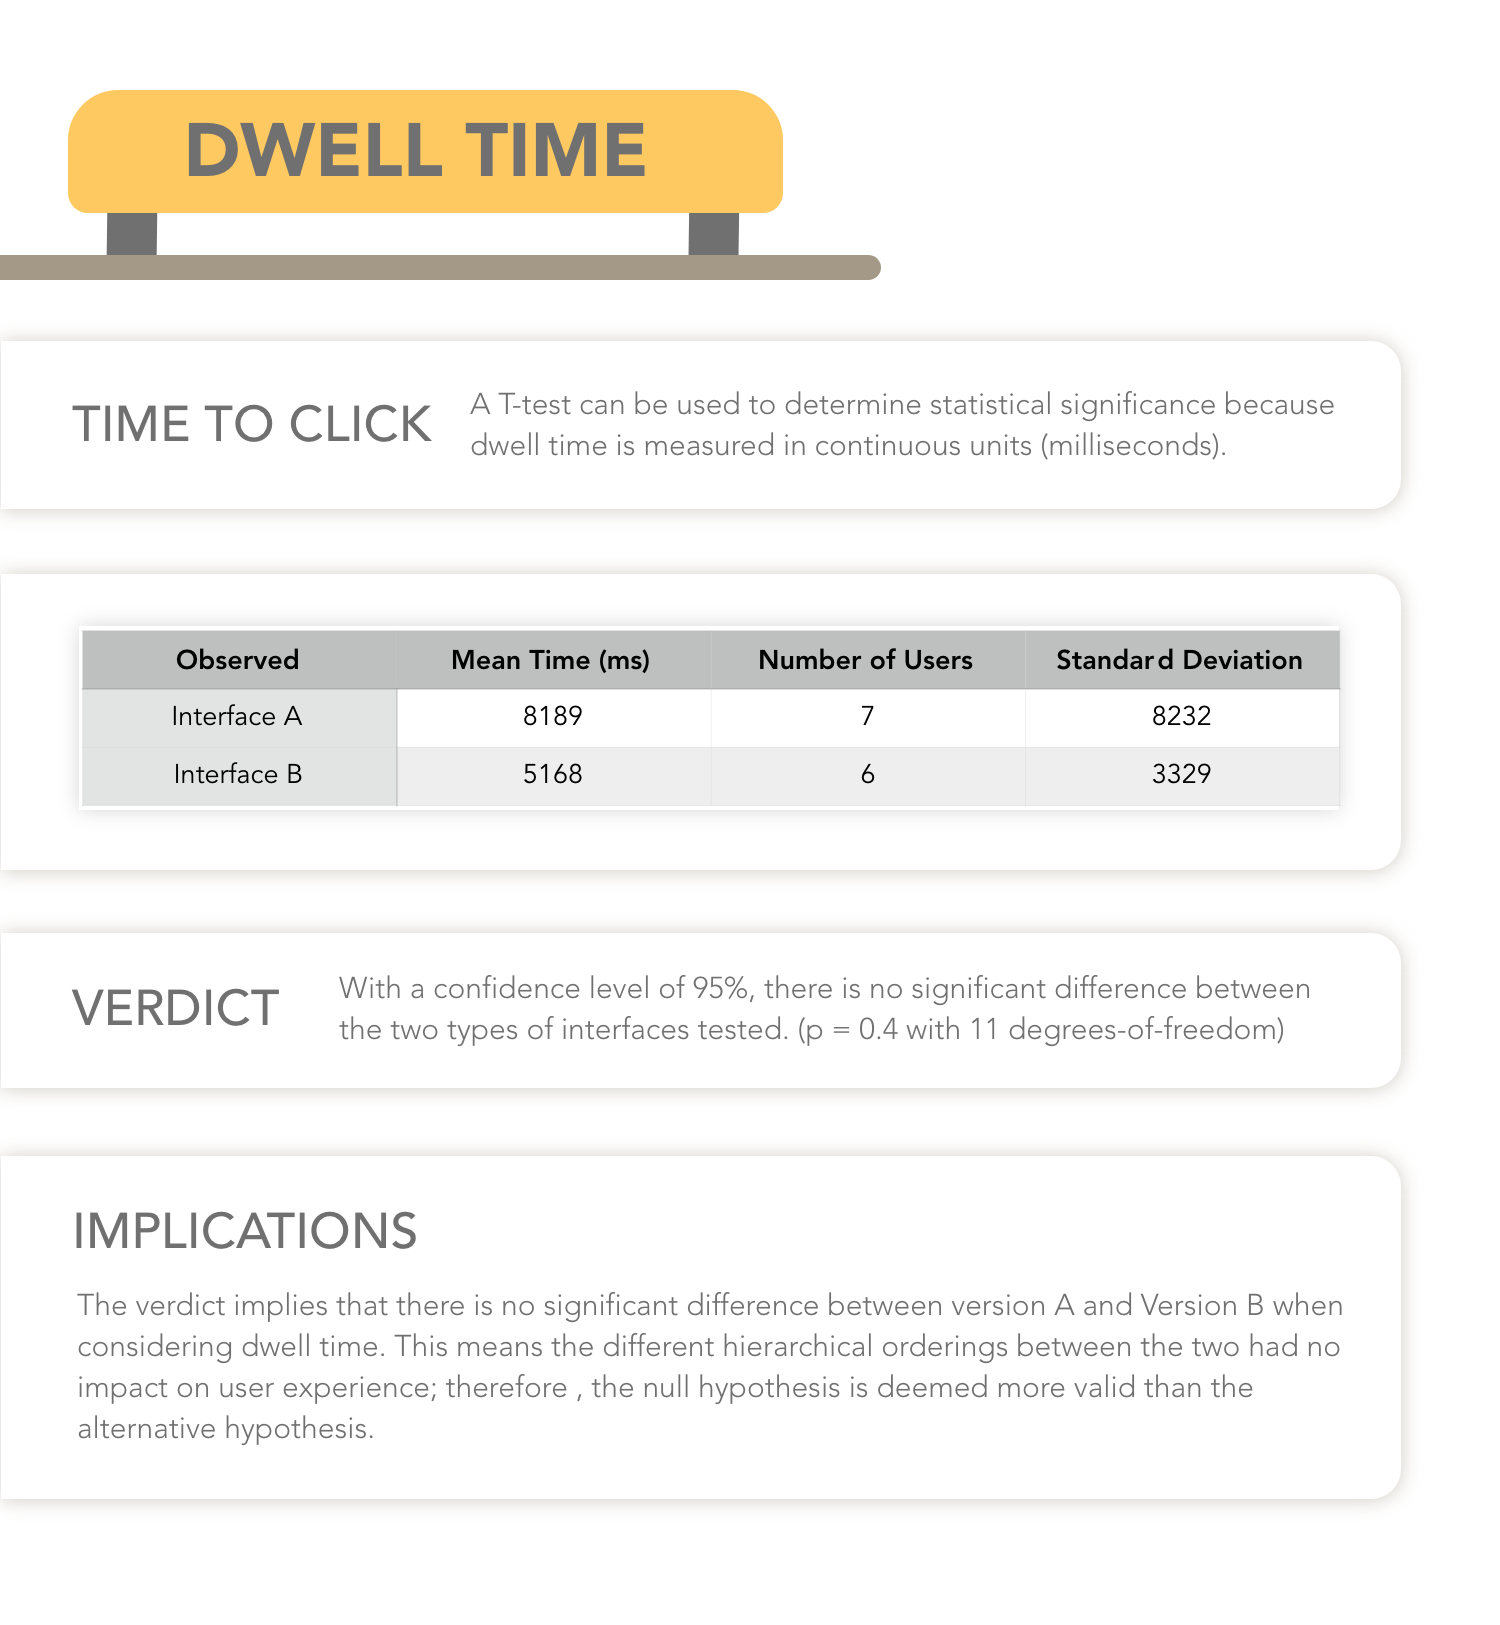 DWELL TIME
TIME TO CLICK
A T-test can be used to determine statistical significance because
dwell time is measured in continuous units (milliseconds).
Observed Mean Time (ms) Number of Users Standard Deviation
Interface A 8189 7 8232
Interface B 5168 6 3329
VERDICT
With a confidence level of 95%, there is no significant difference between
the two types of interfaces tested. (p = 0.4 with 11 degrees-of-freedom)
IMPLICATIONS
The verdict implies that there is no significant difference between version A and Version B when
considering dwell time. This means the different hierarchical orderings between the two had no
impact on user experience; therefore , the null hypothesis is deemed more valid than the
alternative hypothesis.